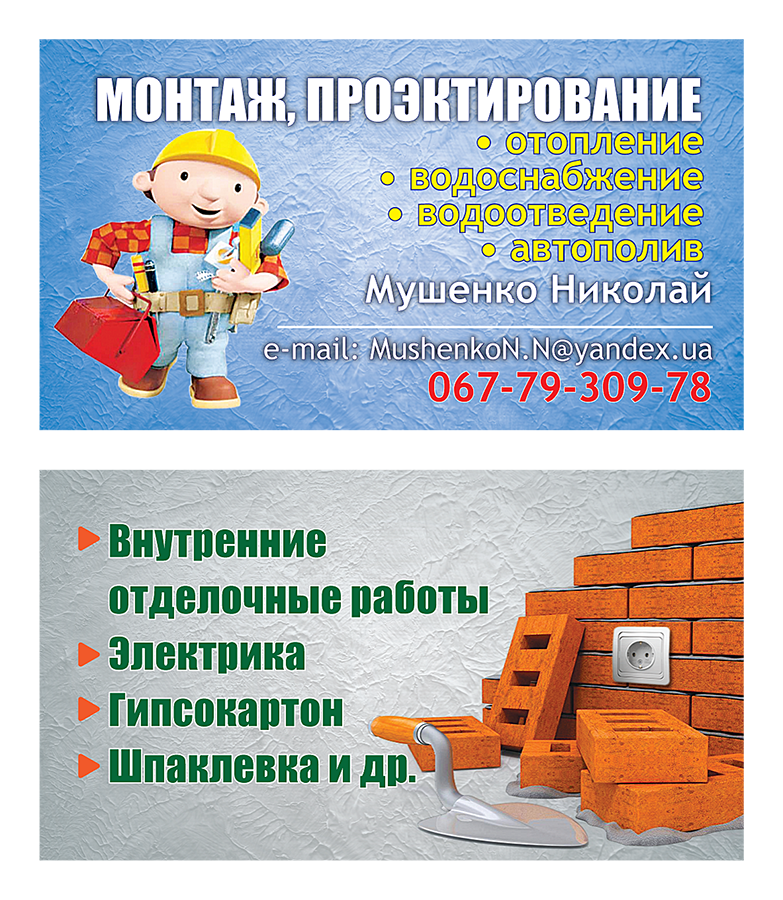 МОНТАЖ, ПРОЭКТИРОВАНИЕ
• отопление
• водоснабжение
• водоотведение
• автополив
Мушенко Николай
e-mail: MushenkoN.N@yandex.ua
067-79-309-78
Внутренние
отделочные работы
Электрика
Гипсокартон
Шпаклевка и др.